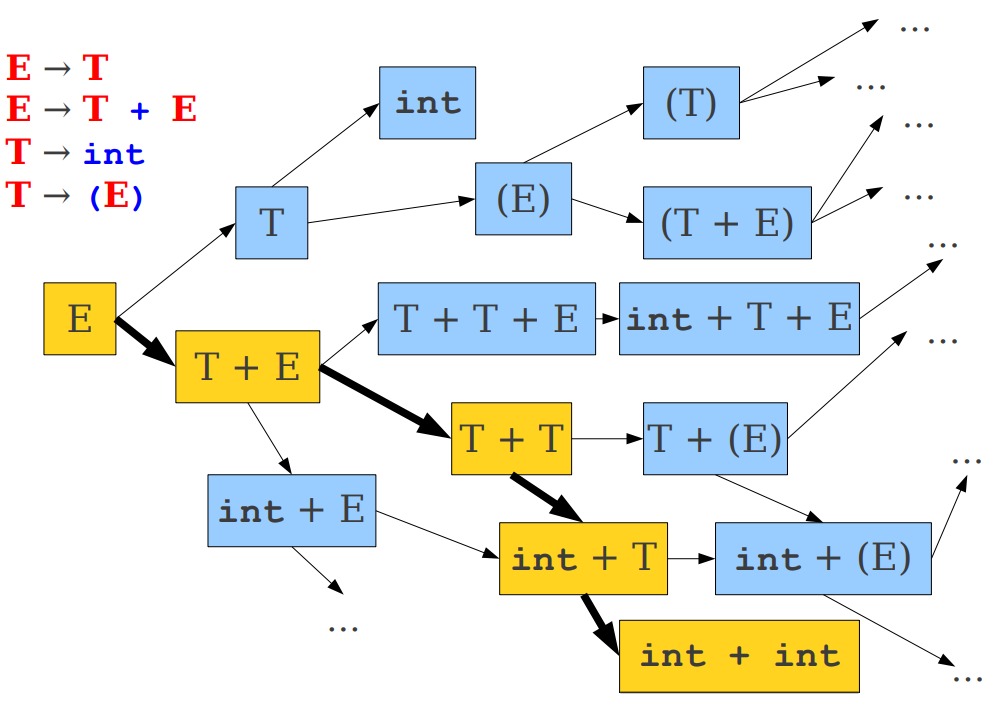 E → T
E → T + E
T → int
T → (E)
...
...
int
(T)
...
(E)
T
(T + E)
...
...
E
T + T + E
int + T + E
...
T + E
T + T
T + (E)
...
int + E
int + T
int + (E)
...
int + int
...